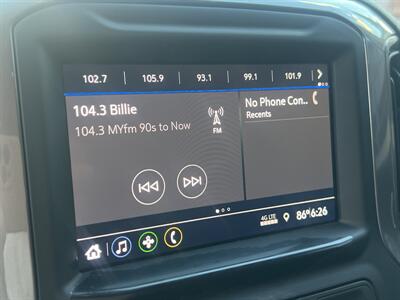 102.7 105.9 93.1 99.1 101.9
104.3 Billie
104.3 MYfm 90s to Now
FM
No Phone Con..
Recents
4G LTE 86° 6:26